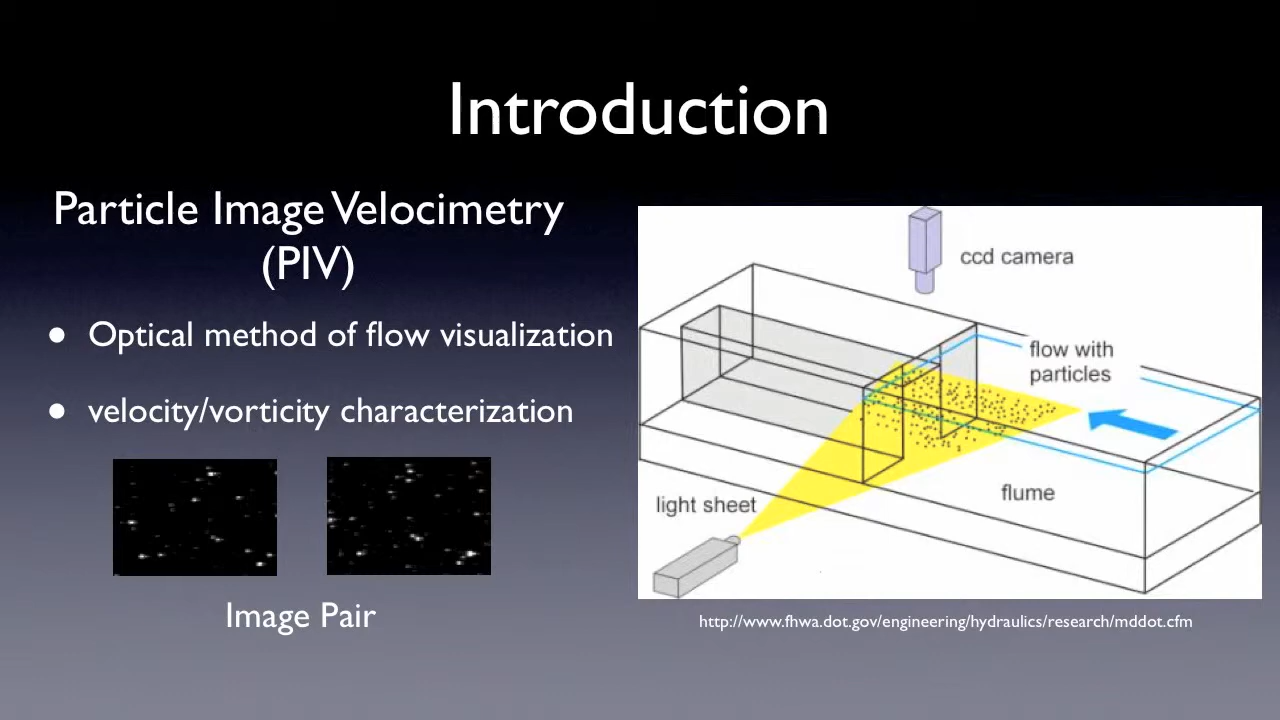 Introduction
Particle Image Velocimetry
(PIV)
● Optical method of flow visualization
● velocity/vorticity characterization
Image Pair
ccd camera
flow with
particles
flume
light sheet
http://www.fhwa.dot.gov/engineering/hydraulics/research/mddot.cfm